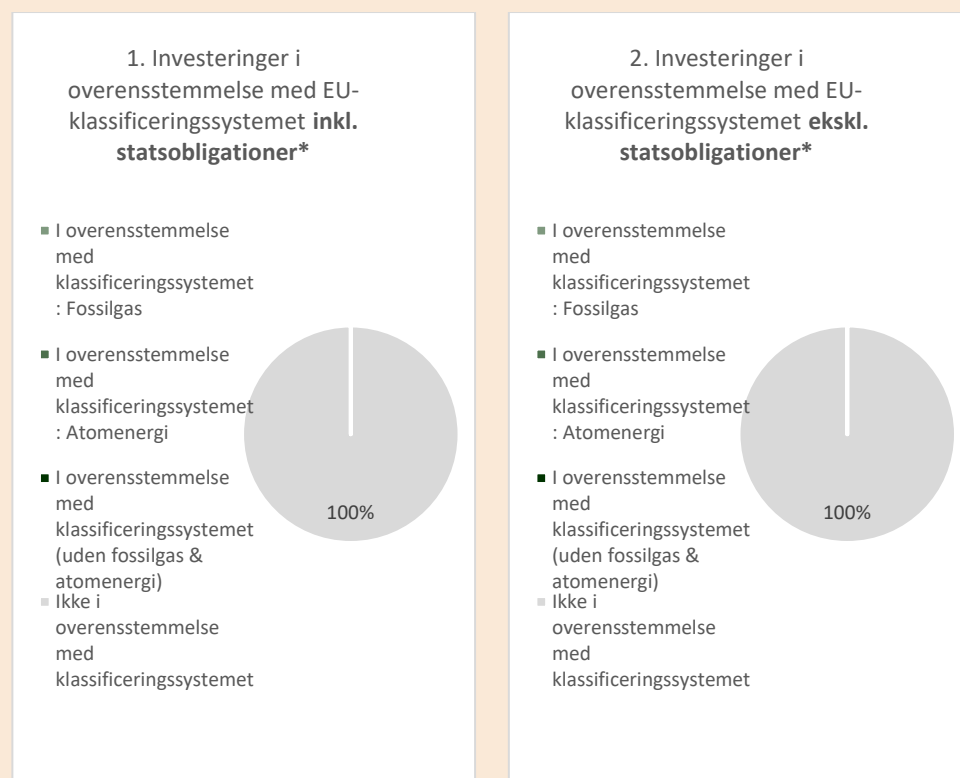 1. Investeringer i
overensstemmelse med EU-
klassificeringssystemet inkl.
statsobligationer*
I overensstemmelse
med
klassificeringssystemet
: Fossilgas
I overensstemmelse
med
klassificeringssystemet
: Atomenergi
I overensstemmelse
med
klassificeringssystemet
(uden fossilgas &
atomenergi)
Ikke i
overensstemmelse
med
klassificeringssystemet
100%
2. Investeringer i
overensstemmelse med EU-
klassificeringssystemet ekskl.
statsobligationer*
I overensstemmelse
med
klassificeringssystemet
: Fossilgas
I overensstemmelse
med
klassificeringssystemet
: Atomenergi
I overensstemmelse
med
klassificeringssystemet
(uden fossilgas &
atomenergi)
Ikke i
overensstemmelse
med
klassificeringssystemet
100%